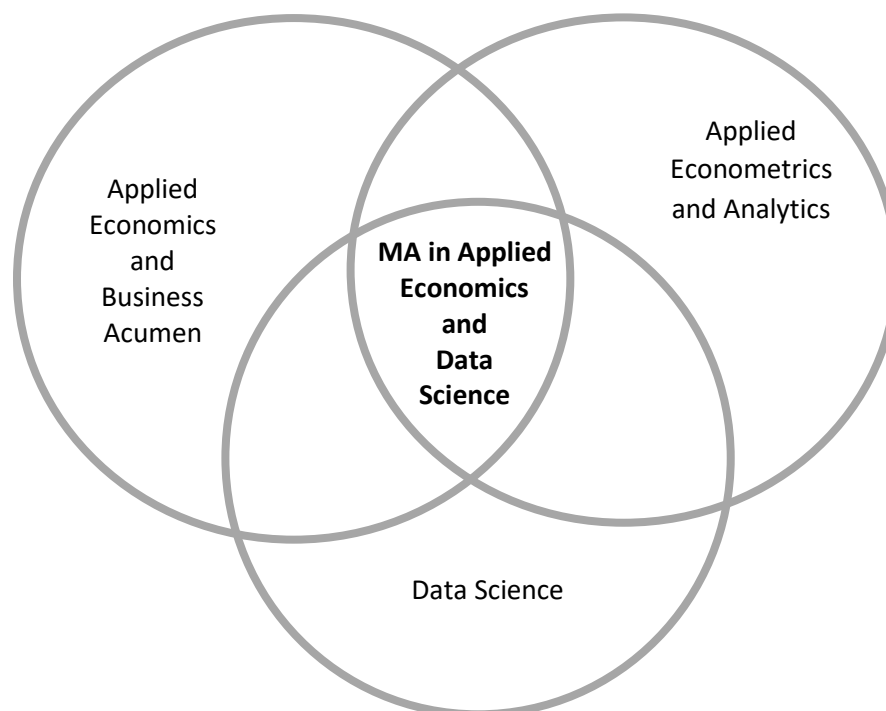 Applied
Economics
and
Business
Acumen
Applied
Econometrics
and Analytics
MA in Applied
Economics
and
Data
Science
Data Science